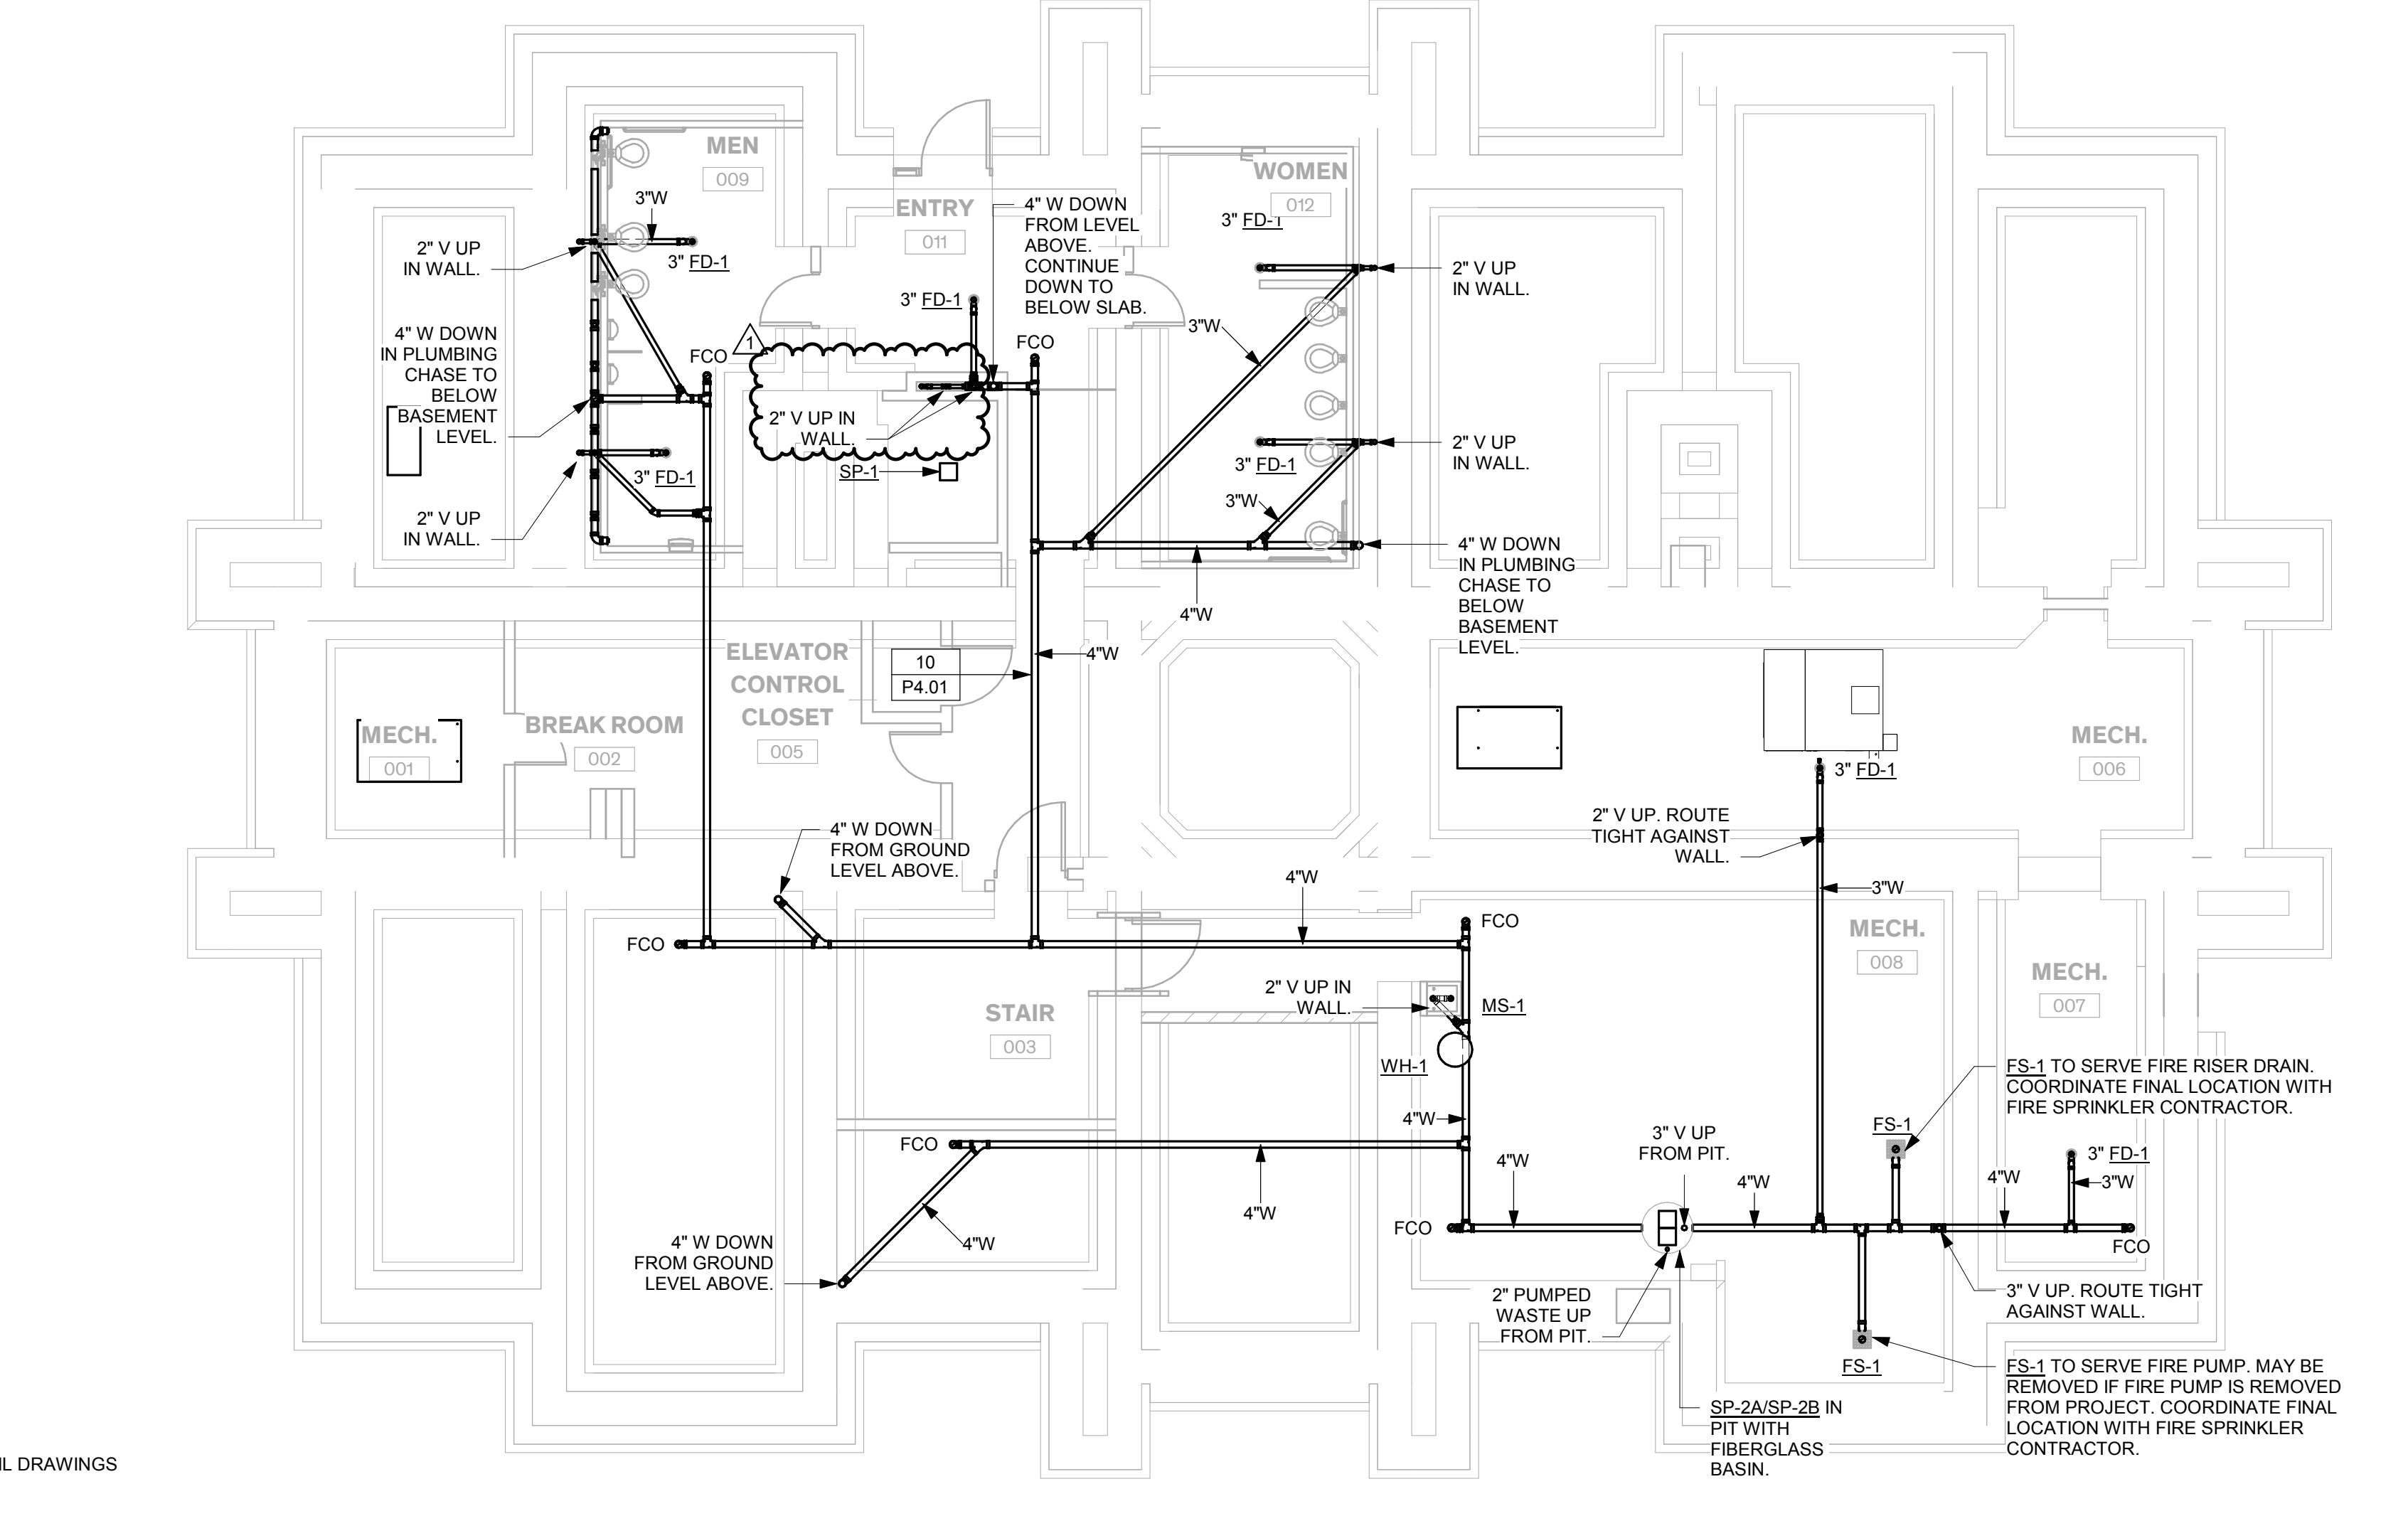 MEN
009
3"W
2" V UP
IN WALL.
3" FD-1
ENTRY
011
4" W DOWN
FROM LEVEL
ABOVE.
CONTINUE
DOWN TO
BELOW SLAB.
WOMEN
012
3" FD-1
2" V UP
IN WALL.
3" FD-1
3"W
4" W DOWN
IN PLUMBING
CHASE TO
BELOW
BASEMENT
LEVEL.
FCO
1
FCO
2" V UP IN
WALL.
SP-1
3" FD-1
2" V UP
IN WALL.
3" FD-1
2" V UP
IN WALL.
3"W
4" W DOWN
IN PLUMBING
CHASE TO
BELOW
BASEMENT
LEVEL.
4"W
4"W
10
P4.01
ELEVATOR
CONTROL
CLOSET
005
BREAK ROOM
002
MECH.
001
MECH.
006
3" FD-1
2" V UP. ROUTE
TIGHT AGAINST
WALL.
3"W
4" W DOWN
FROM GROUND
LEVEL ABOVE.
4"W
FCO
FCO
MECH.
008
MECH.
007
2" V UP IN
WALL.
MS-1
STAIR
003
WH-1
4"W
FCO
FS-1 TO SERVE FIRE RISER DRAIN.
COORDINATE FINAL LOCATION WITH
FIRE SPRINKLER CONTRACTOR.
FS-1
3" V UP
FROM PIT.
3" FD-1
3"W
4"W
4"W
4"W
4"W
4"W
FCO
FCO
4" W DOWN
FROM GROUND
LEVEL ABOVE.
2" PUMPED
WASTE UP
FROM PIT.
3" V UP. ROUTE TIGHT
AGAINST WALL.
FS-1
FS-1 TO SERVE FIRE PUMP. MAY BE
REMOVED IF FIRE PUMP IS REMOVED
FROM PROJECT. COORDINATE FINAL
LOCATION WITH FIRE SPRINKLER
CONTRACTOR.
SP-2A/SP-2B IN
PIT WITH
FIBERGLASS
BASIN.
DRAWINGS